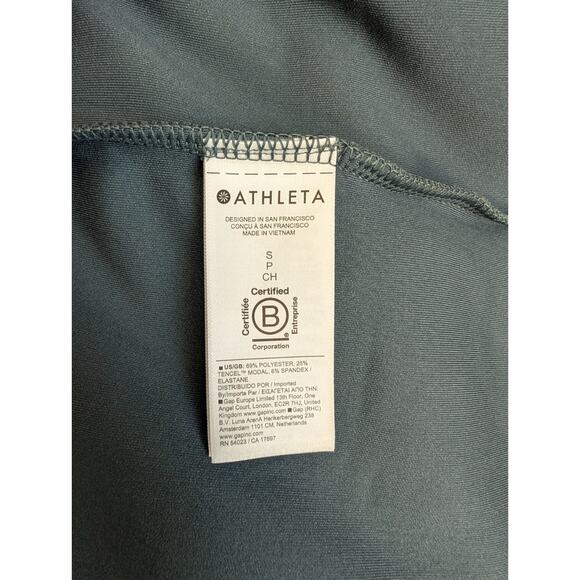 ATHLETA
DESIGNED IN SAN FRANCISCO
CONÇU À SAN FRANCISCO
MADE IN VIETNAM
S
P
CH
Certified
Certifiée
B
Entreprise
®
Corporation
■ US/GB: 69% POLYESTER, 25%
TENCEL™ MODAL, 6% SPANDEX /
ELASTANE
DISTRIBUIDO POR / Imported
By/Importe Par / ΕΙΣΑΓΕΤΑΙ ΑΠΟ ΤΗΝ.
■ Gap Europe Limited 13th Floor, One
Angel Court, London, EC2R 7HJ, United
Kingdom www.gapinc.com ■ Gap (RHC)
B.V. Luna ArenA Herikerbergweg 238
Amsterdam 1101 CM, Netherlands
www.gapinc.com
RN 54023 / CA 17897